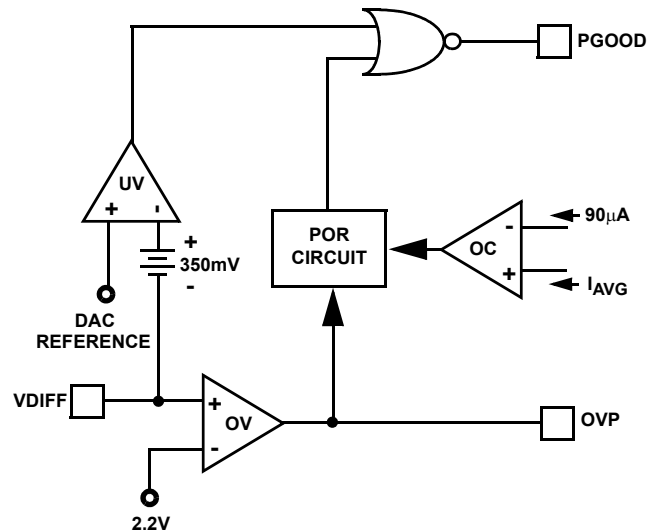 PGOOD
UV
+ -
+
350mV
-
DAC
REFERENCE
POR
CIRCUIT
- 90μA
OC
+ IAVG
VDIFF
+
OV
-
OVP
2.2V